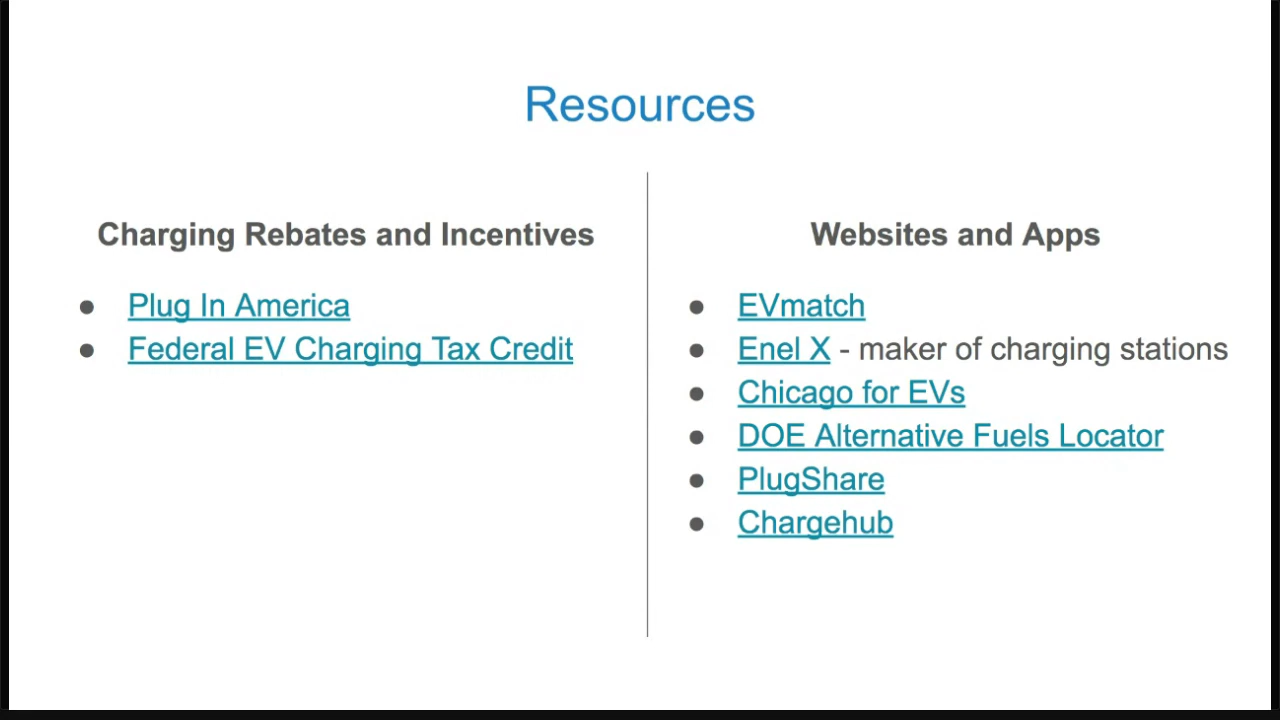 Resources
Charging Rebates and Incentives
● Plug In America
● Federal EV Charging Tax Credit
Websites and Apps
● EVmatch
● Enel X - maker of charging stations
● Chicago for EVs
● DOE Alternative Fuels Locator
● PlugShare
● Chargehub